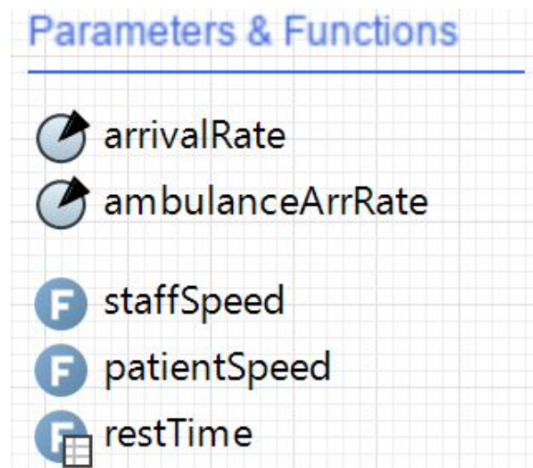 Parameters & Functions
arrivalRate
ambulanceArrRate
F staffSpeed
F patientSpeed
F restTime